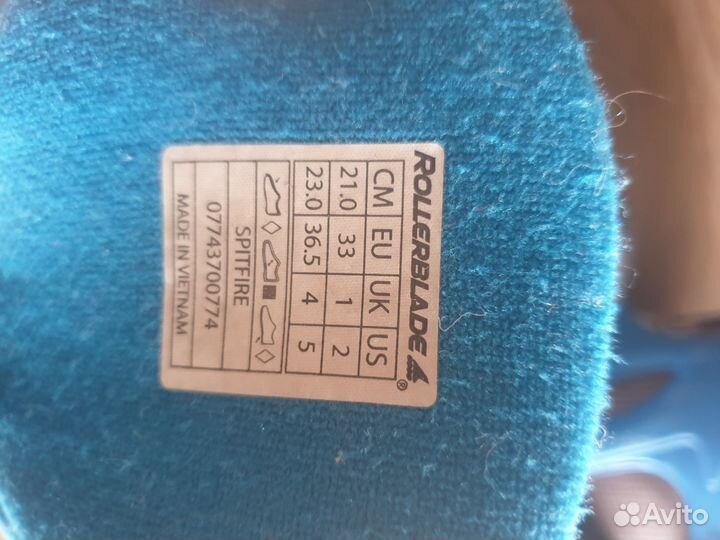 ROLLERBLADE®
CM EU UK US
21.0 33 1 2
23.0 36.5 4 5
SPITFIRE
07743700774
MADE IN VIETNAM
Avito